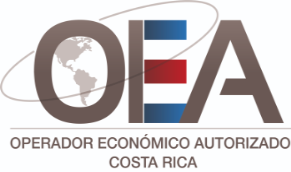 OEA
OPERADOR ECONÓMICO AUTORIZADO
COSTA RICA